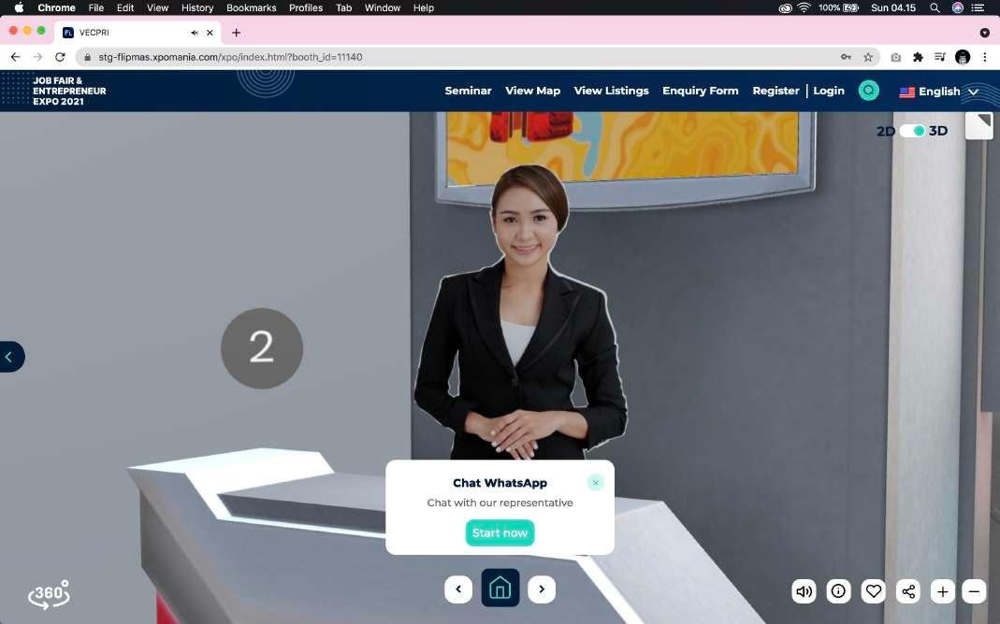 Chrome File Edit View History Bookmarks Profiles Tab Window Help 100% Sun 04.15
FL VECPRI
stg-flipmas.xpomania.com/xpo/index.html?booth_id=11140
JOB FAIR &
ENTREPRENEUR
EXPO 2021
Seminar View Map View Listings Enquiry Form Register | Login English
2D 3D
2
Chat WhatsApp
Chat with our representative
Start now
360°